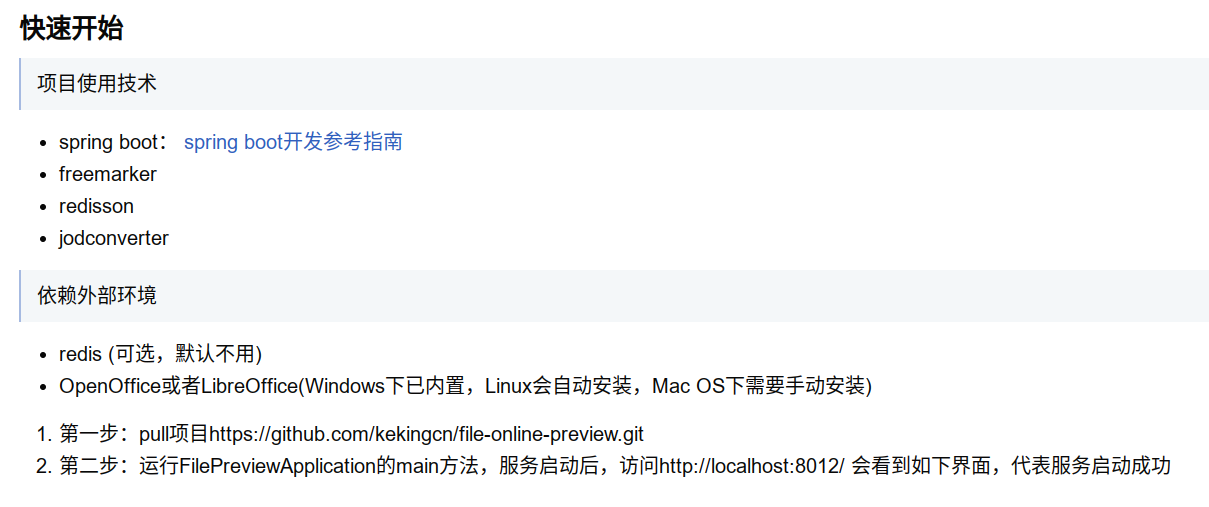 快速开始
项目使用技术
spring boot： spring boot开发参考指南
freemarker
redisson
jodconverter
依赖外部环境
redis (可选，默认不用)
OpenOffice或者LibreOffice(Windows下已内置，Linux会自动安装，Mac OS下需要手动安装)
1. 第一步：pull项目https://github.com/kekingcn/file-online-preview.git
2. 第二步：运行FilePreviewApplication的main方法，服务启动后，访问http://localhost:8012/ 会看到如下界面，代表服务启动成功